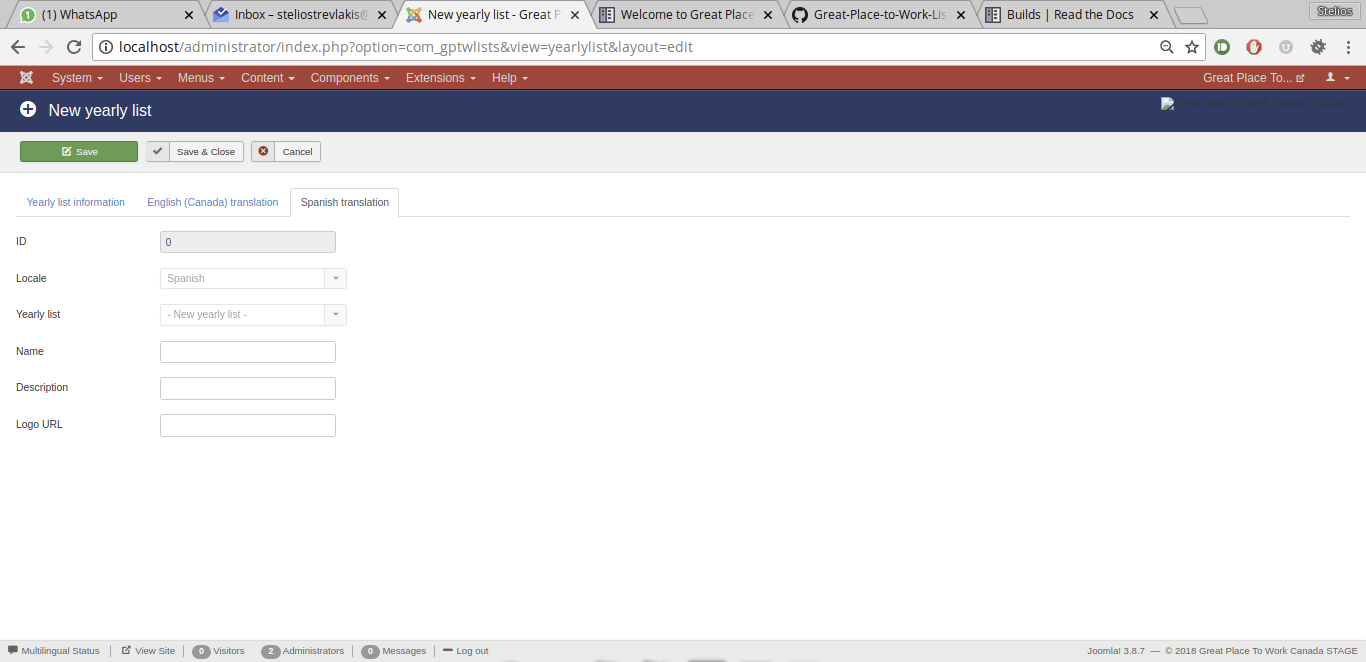 (1) WhatsApp
Inbox – steliostrevlakis@
New yearly list - Great P
Welcome to Great Place
Great-Place-to-Work-Lis
Builds | Read the Docs
Stelios
localhost/administrator/index.php?option=com_gptwlists&view=yearlylist&layout=edit
System Users Menus Content Components Extensions Help Great Place To...
New yearly list
Great Place To Work Canada STAGE
Save Save & Close Cancel
Yearly list information English (Canada) translation Spanish translation
ID 0
Locale Spanish
Yearly list - New yearly list -
Name
Description
Logo URL
Multilingual Status View Site 0 Visitors 2 Administrators 0 Messages Log out Joomla! 3.8.7 — © 2018 Great Place To Work Canada STAGE